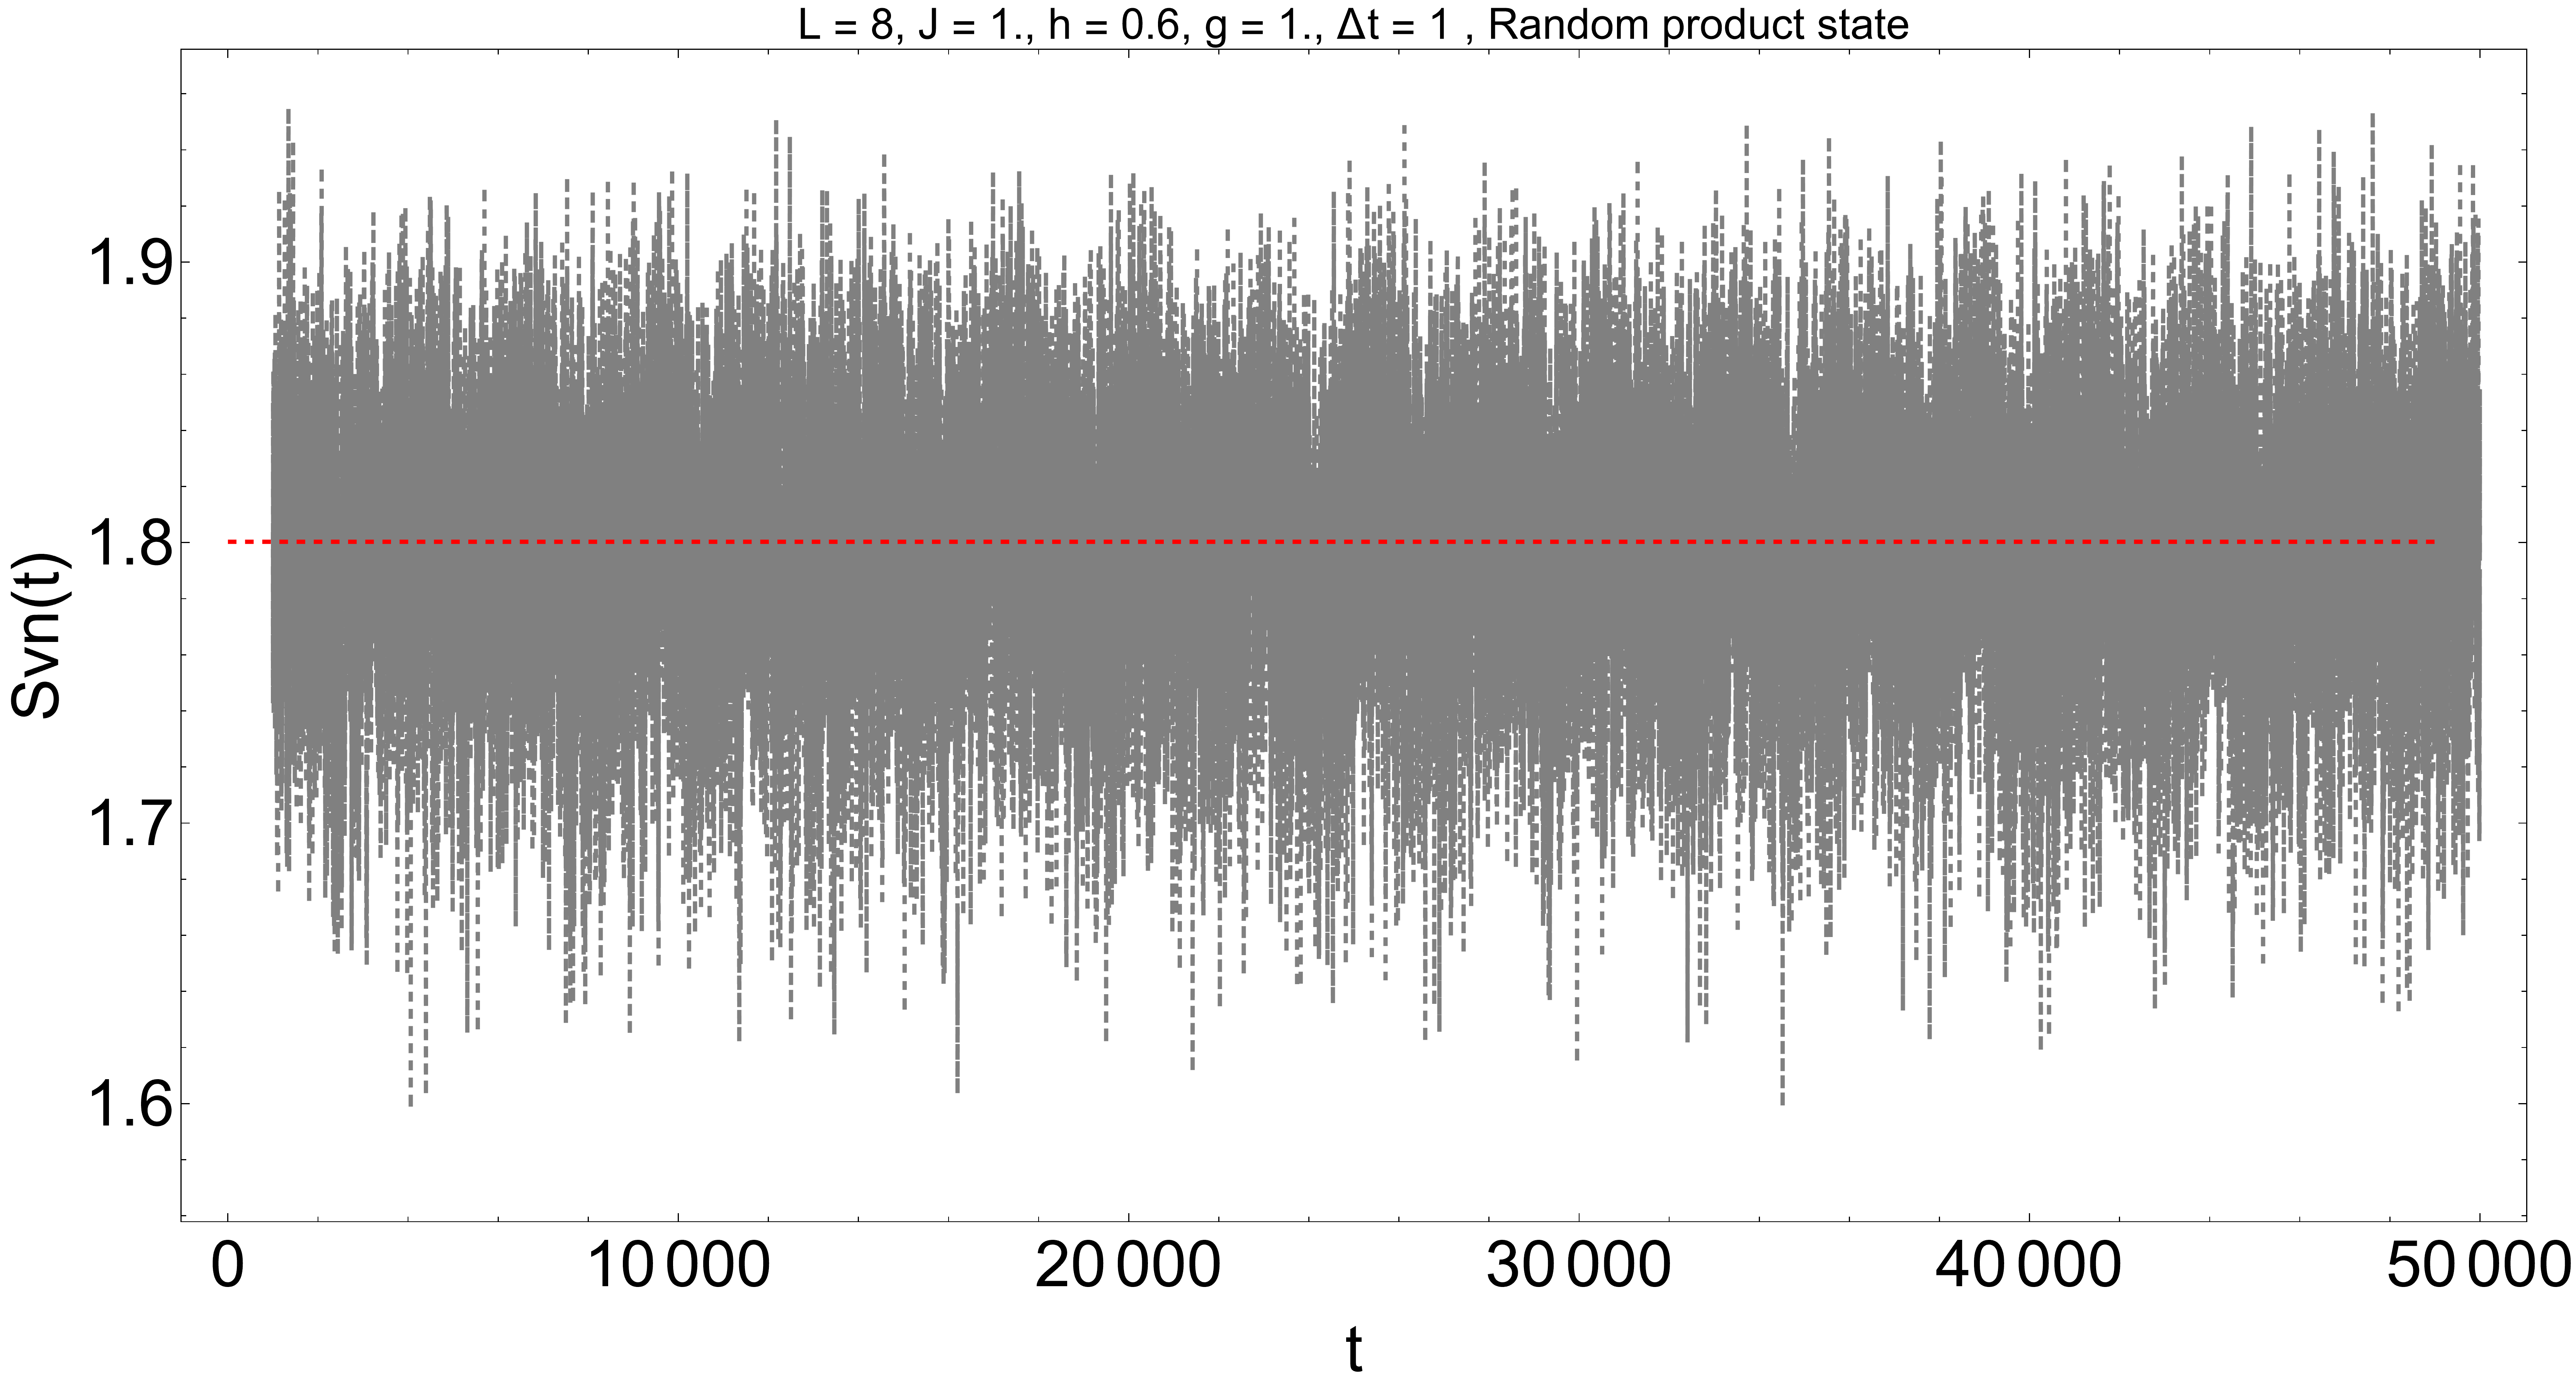 L = 8, J = 1., h = 0.6, g = 1., Δt = 1 , Random product state
Svn(t)
1.9
1.8
1.7
1.6
0 10 000 20 000 30 000 40 000 50 000
t